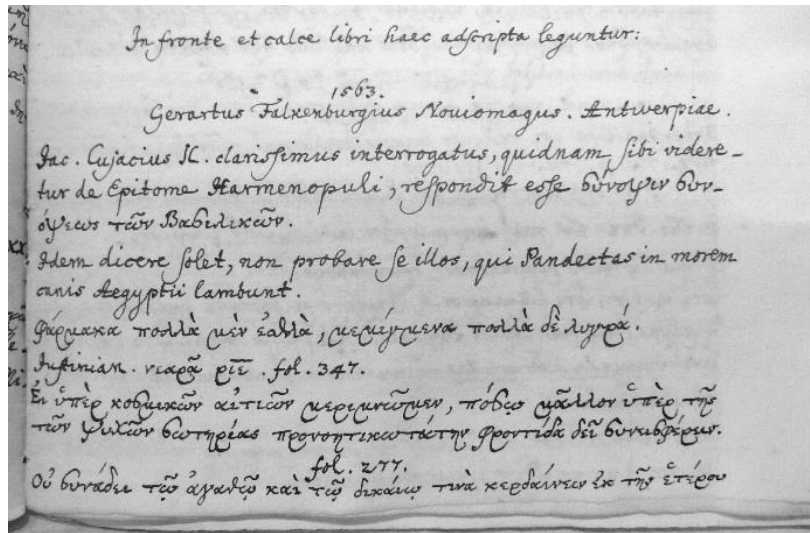 In fronte et calce libri haec adscripta leguntur:
1563.
Gerartus Falkenburgius Noviomagus. Antwerpiae.
Jac. Cujacius JC. clarissimus interrogatus, quidnam sibi videre-
tur de Epitome Harmenopuli, respondit esse σύνοψιν συν-
όψεως τῶν Βασιλικῶν.
Idem dicere solet, non probare se illos, qui Pandectas in morem
canis Aegyptii lambunt.
Φάρμακα πολλὰ μὲν ἐσθλὰ, μεμιγμένα πολλὰ δὲ λυγρά.
Justinian. νεαρᾷ ριε. fol. 347.
Εἰ ὑπὲρ κοσμικῶν αἰτιῶν μεριμνῶμεν, πόσῳ μᾶλλον ὑπὲρ τῆς
τῶν ψυχῶν σωτηρίας προνοητικωτάτην φροντίδα δεῖ συνεισφέρειν.
fol. 277.
Οὐ συνάδει τῷ ἀγαθῷ καὶ τῷ δικαίῳ τινὰ κερδαίνειν ἐκ τῆς ἑτέρου